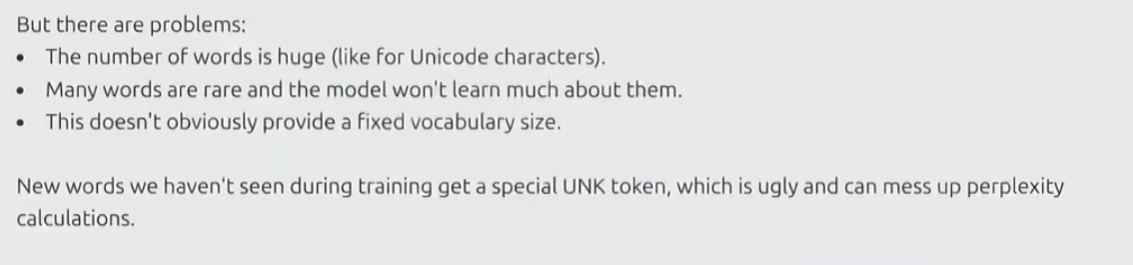 But there are problems:
• The number of words is huge (like for Unicode characters).
• Many words are rare and the model won't learn much about them.
• This doesn't obviously provide a fixed vocabulary size.
New words we haven't seen during training get a special UNK token, which is ugly and can mess up perplexity
calculations.